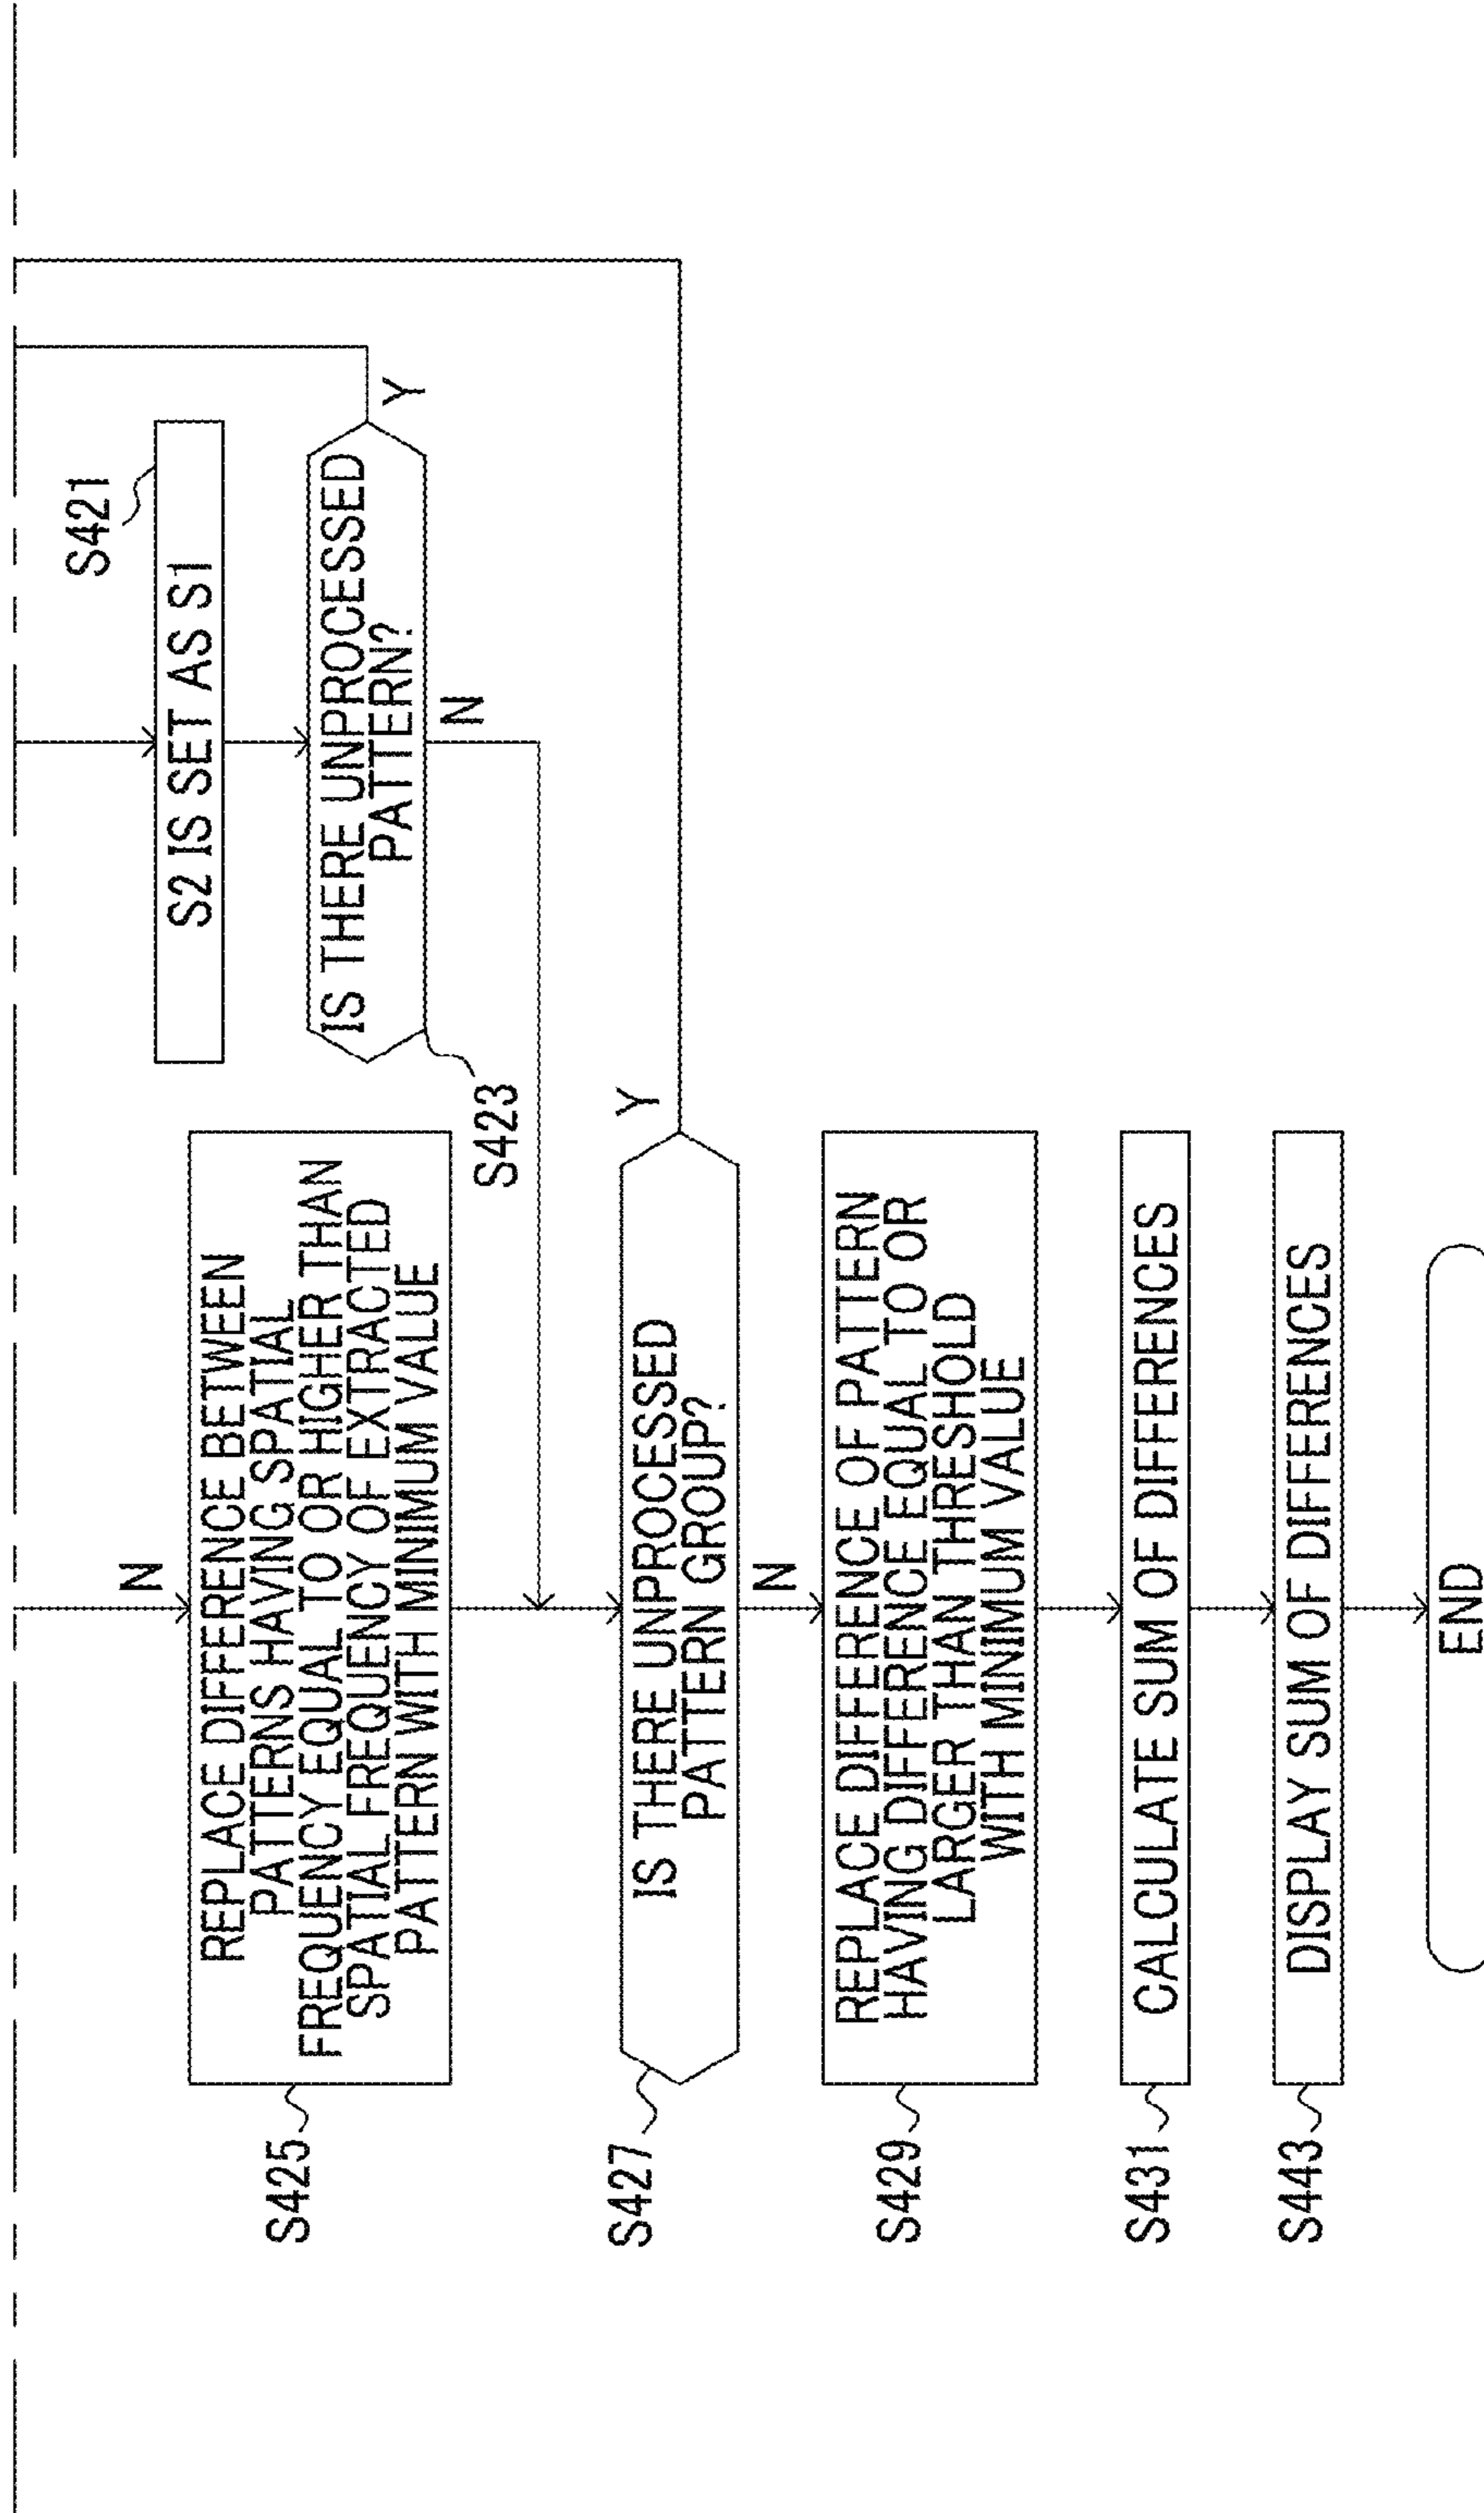 S421
S2 IS SET AS S1
IS THERE UNPROCESSED
PATTERN?
Y
N
S423
N
REPLACE DIFFERENCE BETWEEN
PATTERNS HAVING SPATIAL
FREQUENCY EQUAL TO OR HIGHER THAN
SPATIAL FREQUENCY OF EXTRACTED
PATTERN WITH MINIMUM VALUE
S425
IS THERE UNPROCESSED
PATTERN GROUP?
Y
N
S427
REPLACE DIFFERENCE OF PATTERN
HAVING DIFFERENCE EQUAL TO OR
LARGER THAN THRESHOLD
WITH MINIMUM VALUE
S429
CALCULATE SUM OF DIFFERENCES
S431
DISPLAY SUM OF DIFFERENCES
S443
END